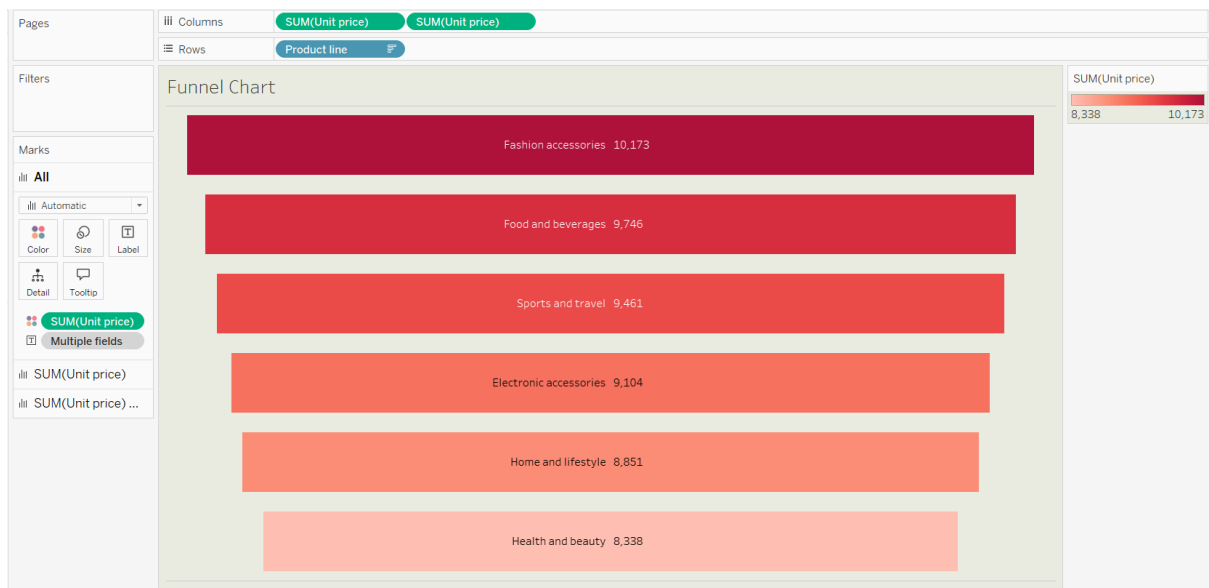 Pages
iii Columns
SUM(Unit price) SUM(Unit price)
Rows
Product line
Filters
Marks
All
Automatic
Color Size Label
Detail Tooltip
SUM(Unit price)
Multiple fields
SUM(Unit price)
SUM(Unit price) ...
Funnel Chart
Fashion accessories 10,173
Food and beverages 9,746
Sports and travel 9,461
Electronic accessories 9,104
Home and lifestyle 8,851
Health and beauty 8,338
SUM(Unit price)
8,338 10,173